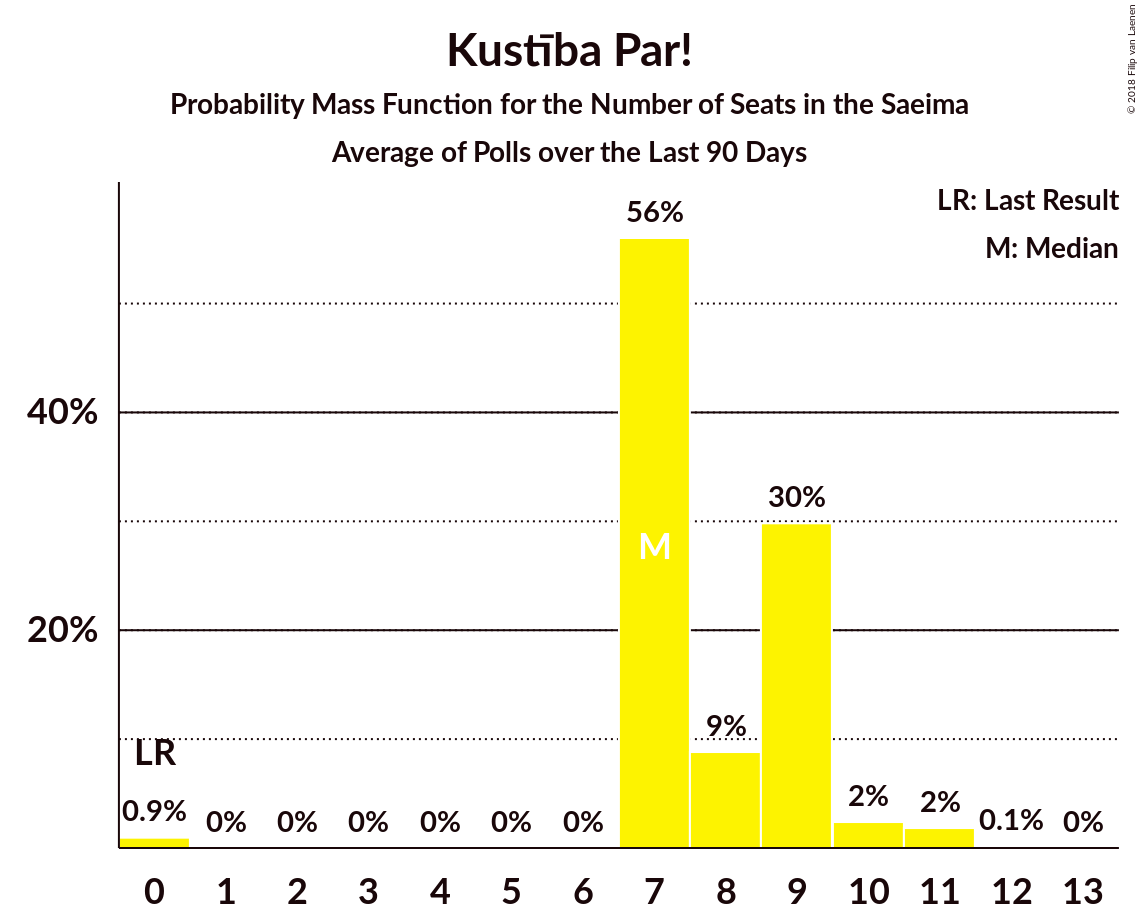 Kustība Par!
Probability Mass Function for the Number of Seats in the Saeima
Average of Polls over the Last 90 Days
© 2018 Filip van Laenen
LR: Last Result
M: Median
56%
40%
30%
M
20%
9%
LR
0.9% 0% 0% 0% 0% 0% 0% 2% 2% 0.1% 0%
0 1 2 3 4 5 6 7 8 9 10 11 12 13